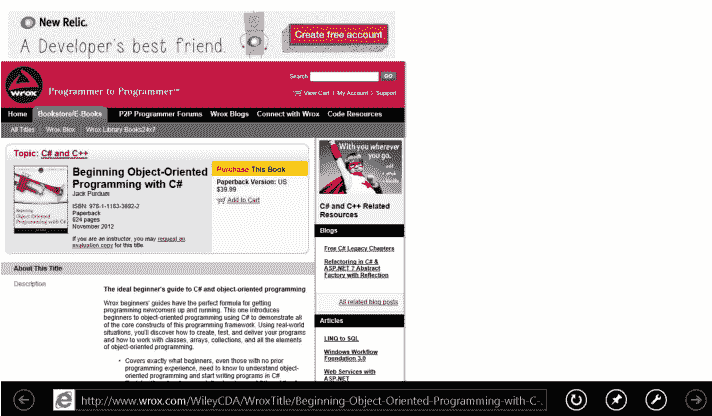 New Relic.
A Developer's best friend.
Create free account
Search
GO
View Cart | My Account | Support
wrox
Programmer to Programmer™
Home Bookstore/E-Books P2P Programmer Forums Wrox Blogs Connect with Wrox Code Resources
All Titles Wrox Blox Wrox Library Books24x7
Topic: C# and C++
Beginning Object-Oriented
Programming with C#
Jack Purdum
ISBN: 978-1-1183-3692-2
Paperback
624 pages
November 2012
If you are an instructor, you may request an
evaluation copy for this title.
Purchase This Book
Paperback Version: US
$39.99
Add to Cart
With you wherever
you go.
C# and C++ Related
Resources
Blogs
Free C# Legacy Chapters
Refactoring in C# &
ASP.NET 7 Abstract
Factory with Reflection
All related blog posts
Articles
LINQ to SQL
Windows Workflow
Foundation 3.0
Web Services with
ASP.NET
About This Title
Description
The ideal beginner's guide to C# and object-oriented programming
Wrox beginners' guides have the perfect formula for getting
programming newcomers up and running. This one introduces
beginners to object-oriented programming using C# to demonstrate all
of the core constructs of this programming framework. Using real-world
situations, you'll discover how to create, test, and deliver your programs
and how to work with classes, arrays, collections, and all the elements
of object-oriented programming.
• Covers exactly what beginners, even those with no prior
programming experience, need to know to understand object-
oriented programming and start writing programs in C#
http://www.wrox.com/WileyCDA/WroxTitle/Beginning-Object-Oriented-Programming-with-C-.